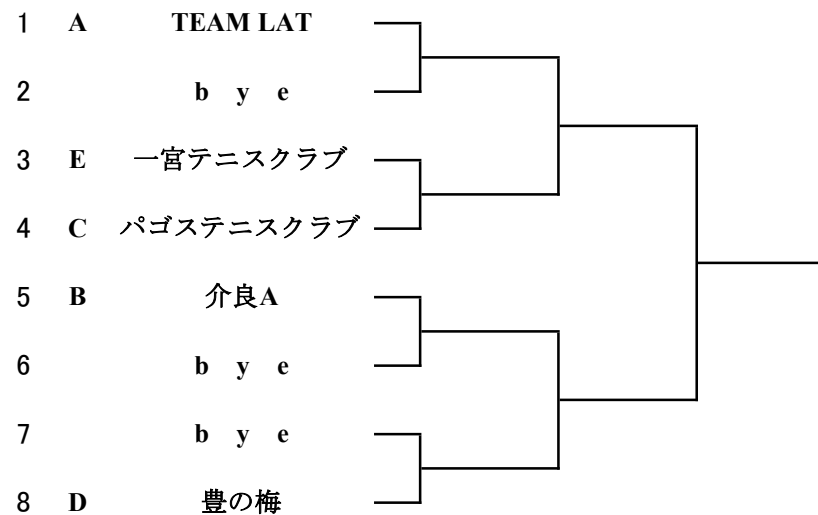 1 A TEAM LAT
2 b y e
3 E 一宮テニスクラブ
4 C パゴステニスクラブ
5 B 介良A
6 b y e
7 b y e
8 D 豊の梅